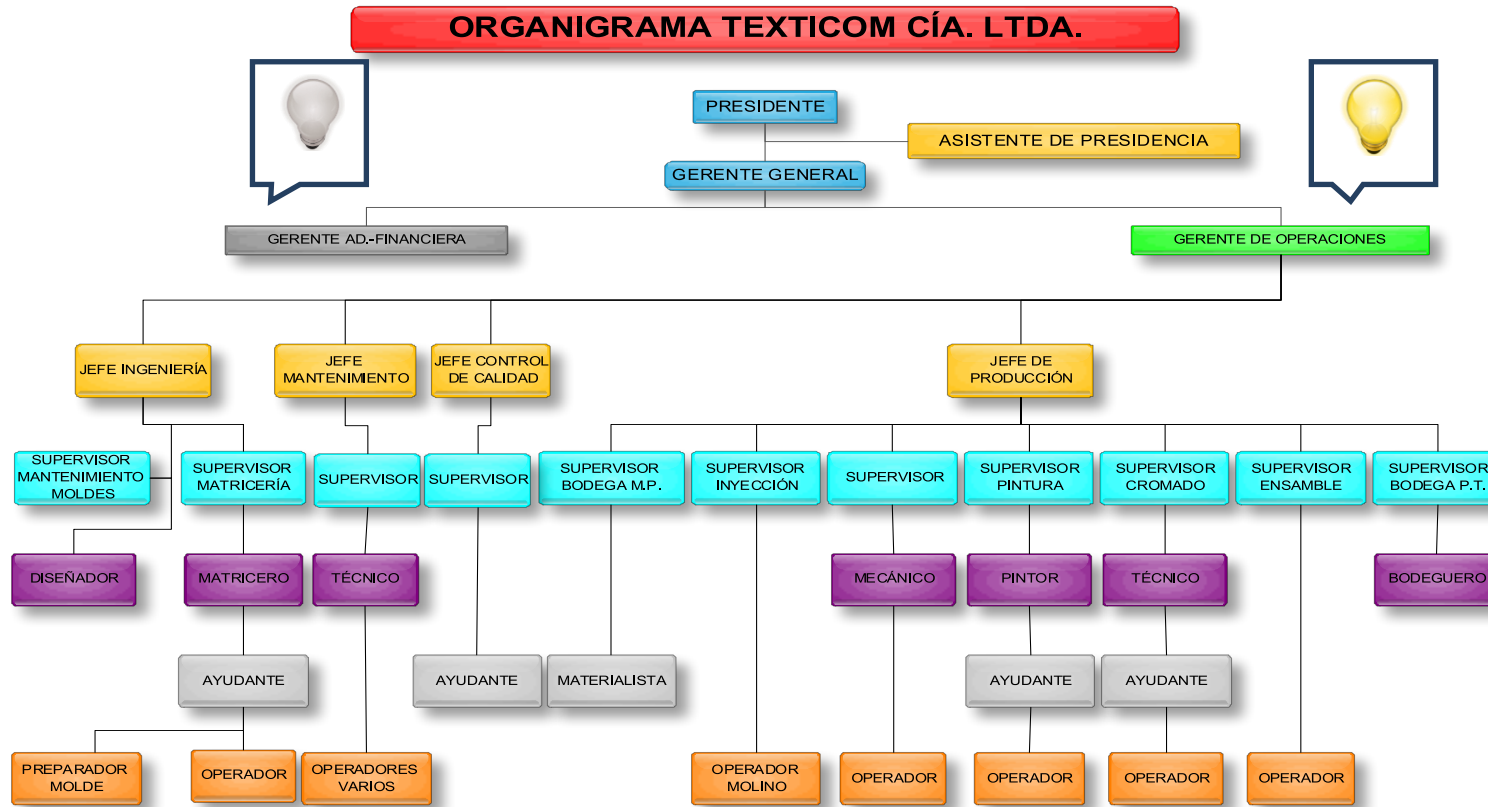 ORGANIGRAMA TEXTICOM CÍA. LTDA.
PRESIDENTE
ASISTENTE DE PRESIDENCIA
GERENTE GENERAL
GERENTE AD.-FINANCIERA
GERENTE DE OPERACIONES
JEFE INGENIERÍA
JEFE
MANTENIMIENTO
JEFE CONTROL
DE CALIDAD
JEFE DE
PRODUCCIÓN
SUPERVISOR
MANTENIMIENTO
MOLDES
SUPERVISOR
MATRICERÍA
SUPERVISOR
SUPERVISOR
SUPERVISOR
BODEGA M.P.
SUPERVISOR
INYECCIÓN
SUPERVISOR
SUPERVISOR
PINTURA
SUPERVISOR
CROMADO
SUPERVISOR
ENSAMBLE
SUPERVISOR
BODEGA P.T.
DISEÑADOR
MATRICERO
TÉCNICO
MECÁNICO
PINTOR
TÉCNICO
BODEGUERO
AYUDANTE
AYUDANTE
MATERIALISTA
AYUDANTE
AYUDANTE
PREPARADOR
MOLDE
OPERADOR
OPERADORES
VARIOS
OPERADOR
MOLINO
OPERADOR
OPERADOR
OPERADOR
OPERADOR